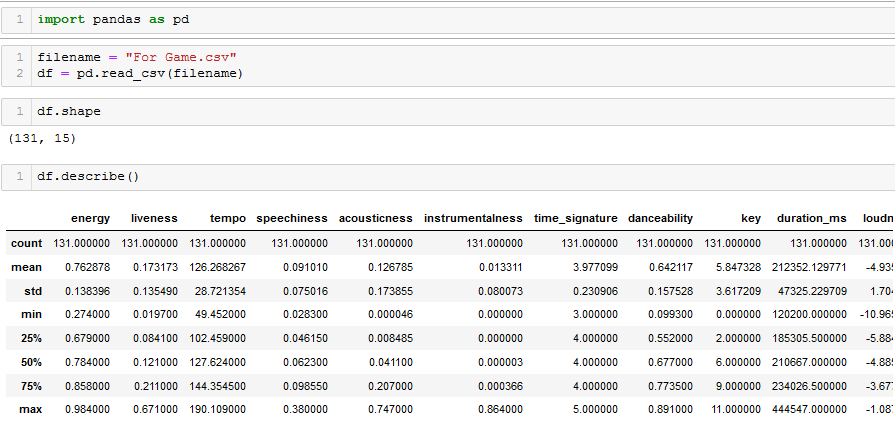 1 import pandas as pd
1 filename = "For Game.csv"
2 df = pd.read_csv(filename)
1 df.shape
(131, 15)
1 df.describe()
energy liveness tempo speechiness acousticness instrumentalness time_signature danceability key duration_ms loudn
count 131.000000 131.000000 131.000000 131.000000 131.000000 131.000000 131.000000 131.000000 131.000000 131.000000 131.00
mean 0.762878 0.173173 126.268267 0.091010 0.126785 0.013311 3.977099 0.642117 5.847328 212352.129771 -4.93
std 0.138396 0.135490 28.721354 0.075016 0.173855 0.080073 0.230906 0.157528 3.617209 47325.229709 1.70
min 0.274000 0.019700 49.452000 0.028300 0.000046 0.000000 3.000000 0.099300 0.000000 120200.000000 -10.96
25% 0.679000 0.084100 102.459000 0.046150 0.008485 0.000000 4.000000 0.552000 2.000000 185305.500000 -5.88
50% 0.784000 0.121000 127.624000 0.062300 0.041100 0.000003 4.000000 0.677000 6.000000 210667.000000 -4.88
75% 0.858000 0.211000 144.354500 0.098550 0.207000 0.000366 4.000000 0.773500 9.000000 234026.500000 -3.67
max 0.984000 0.671000 190.109000 0.380000 0.747000 0.864000 5.000000 0.891000 11.000000 444547.000000 -1.08